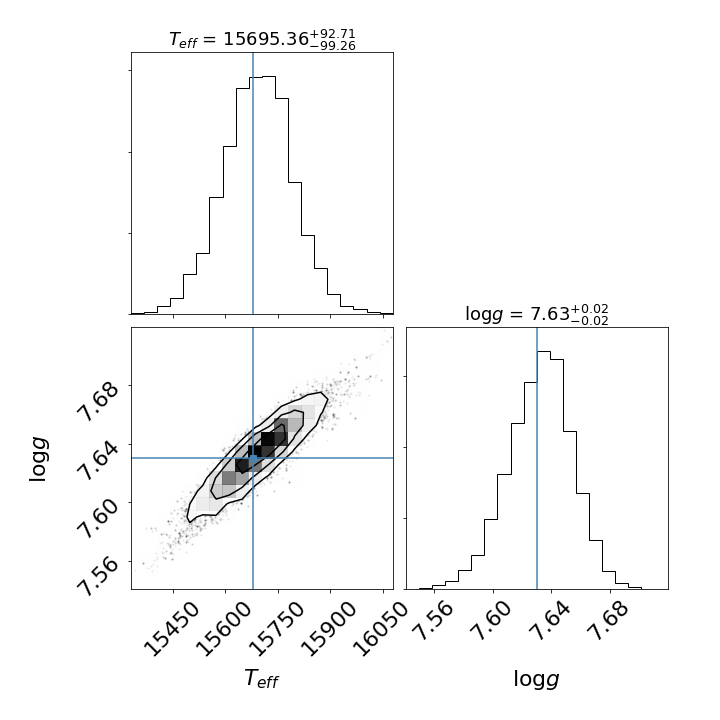 T_eff = 15695.36^{+92.71}_{-99.26}
logg = 7.63^{+0.02}_{-0.02}
7.68
7.64
7.60
7.56
logg
15450 15600 15750 15900 16050
T_eff
7.56 7.60 7.64 7.68
logg